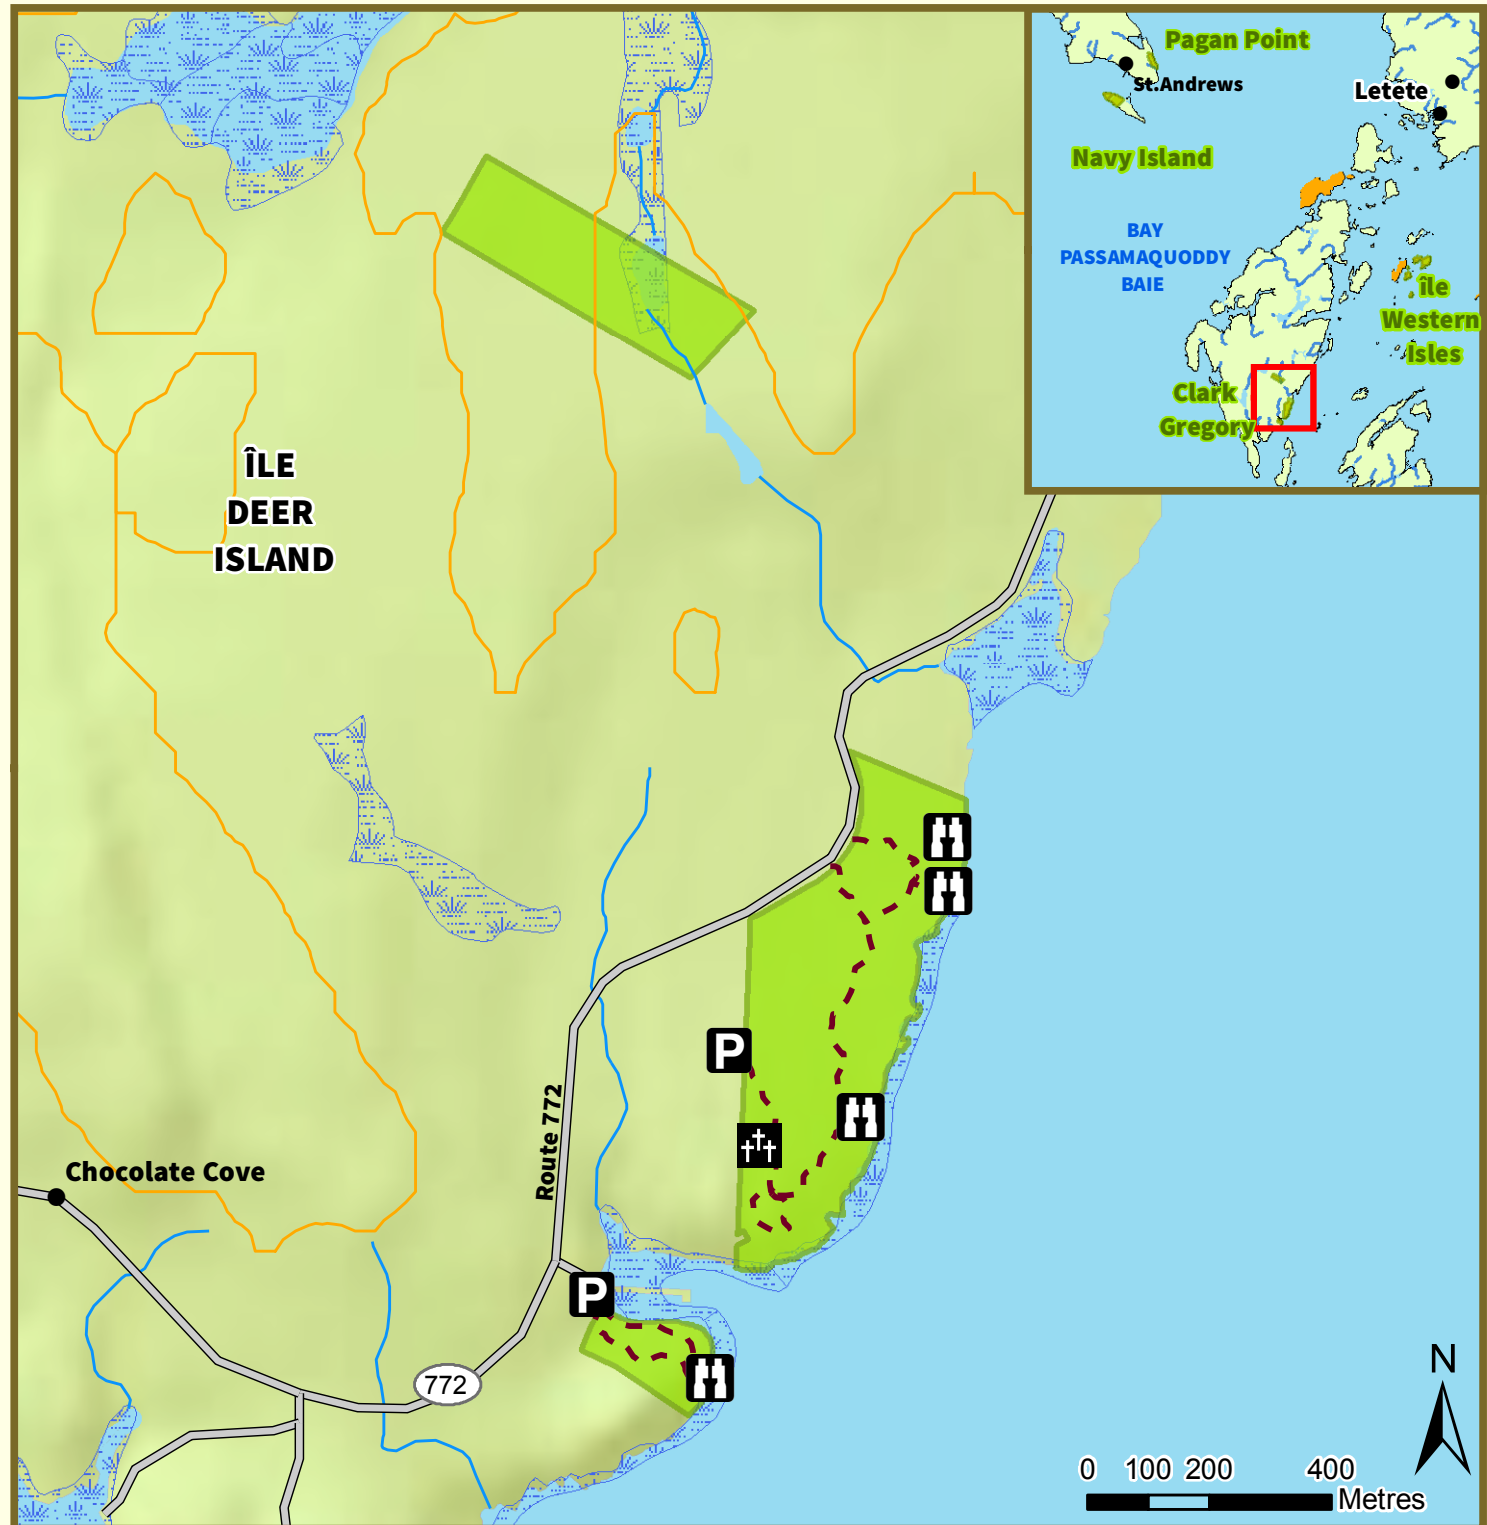 Pagan Point
St.Andrews
Letete
Navy Island
BAY
PASSAMAQUODDY
BAIE
île
Western
Isles
Clark
Gregory
ÎLE
DEER
ISLAND
Route 772
P
Chocolate Cove
P
772
N
0 100 200 400
Metres